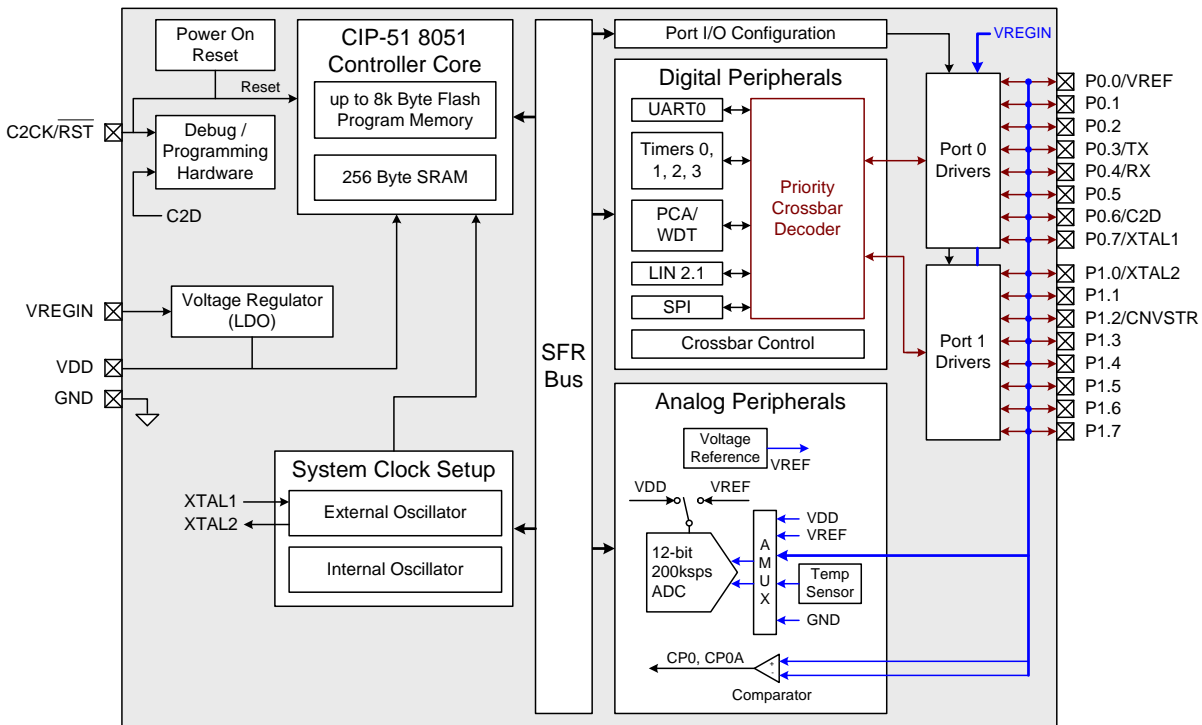 Power On
Reset
Reset
C2CK/RST
Debug /
Programming
Hardware
C2D
CIP-51 8051
Controller Core
up to 8k Byte Flash
Program Memory
256 Byte SRAM
VREGIN
Voltage Regulator
(LDO)
VDD
GND
System Clock Setup
XTAL1
XTAL2
External Oscillator
Internal Oscillator
SFR
Bus
Port I/O Configuration
Digital Peripherals
UART0
Timers 0,
1, 2, 3
PCA/
WDT
LIN 2.1
SPI
Priority
Crossbar
Decoder
Crossbar Control
Analog Peripherals
Voltage
Reference
VREF
VDD
VREF
12-bit
200ksps
ADC
A
M
U
X
VDD
VREF
Temp
Sensor
GND
CP0, CP0A
+
-
Comparator
VREGIN
Port 0
Drivers
Port 1
Drivers
P0.0/VREF
P0.1
P0.2
P0.3/TX
P0.4/RX
P0.5
P0.6/C2D
P0.7/XTAL1
P1.0/XTAL2
P1.1
P1.2/CNVSTR
P1.3
P1.4
P1.5
P1.6
P1.7